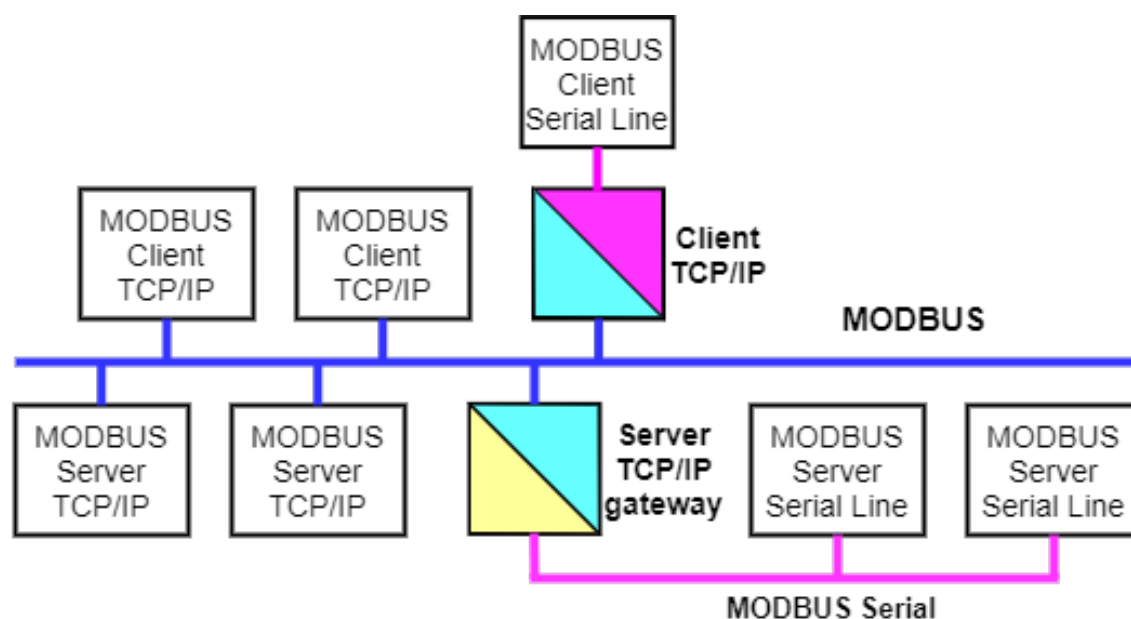 MODBUS
Client
Serial Line
MODBUS
Client
TCP/IP
MODBUS
Client
TCP/IP
Client
TCP/IP
MODBUS
MODBUS
Server
TCP/IP
MODBUS
Server
TCP/IP
Server
TCP/IP
gateway
MODBUS
Server
Serial Line
MODBUS
Server
Serial Line
MODBUS Serial